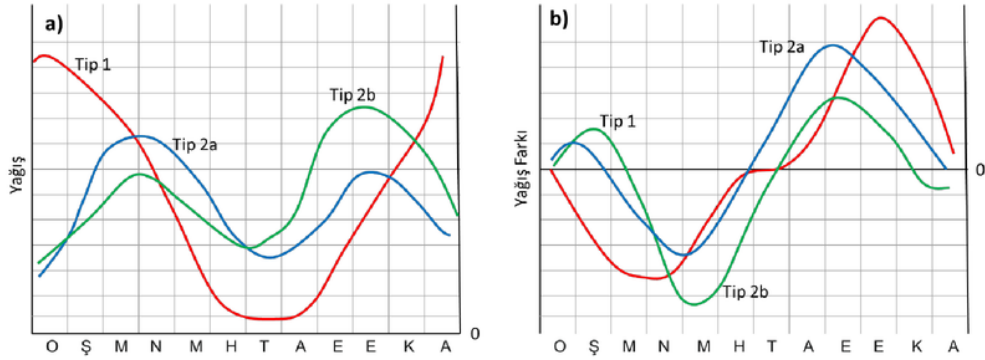 a)
Tip 1
Tip 2a
Tip 2b
Yağış
0
O Ş M N M H T A E E K A
b)
Tip 2a
Tip 1
Tip 2b
Yağış Farkı
0
O Ş M N M H T A E E K A